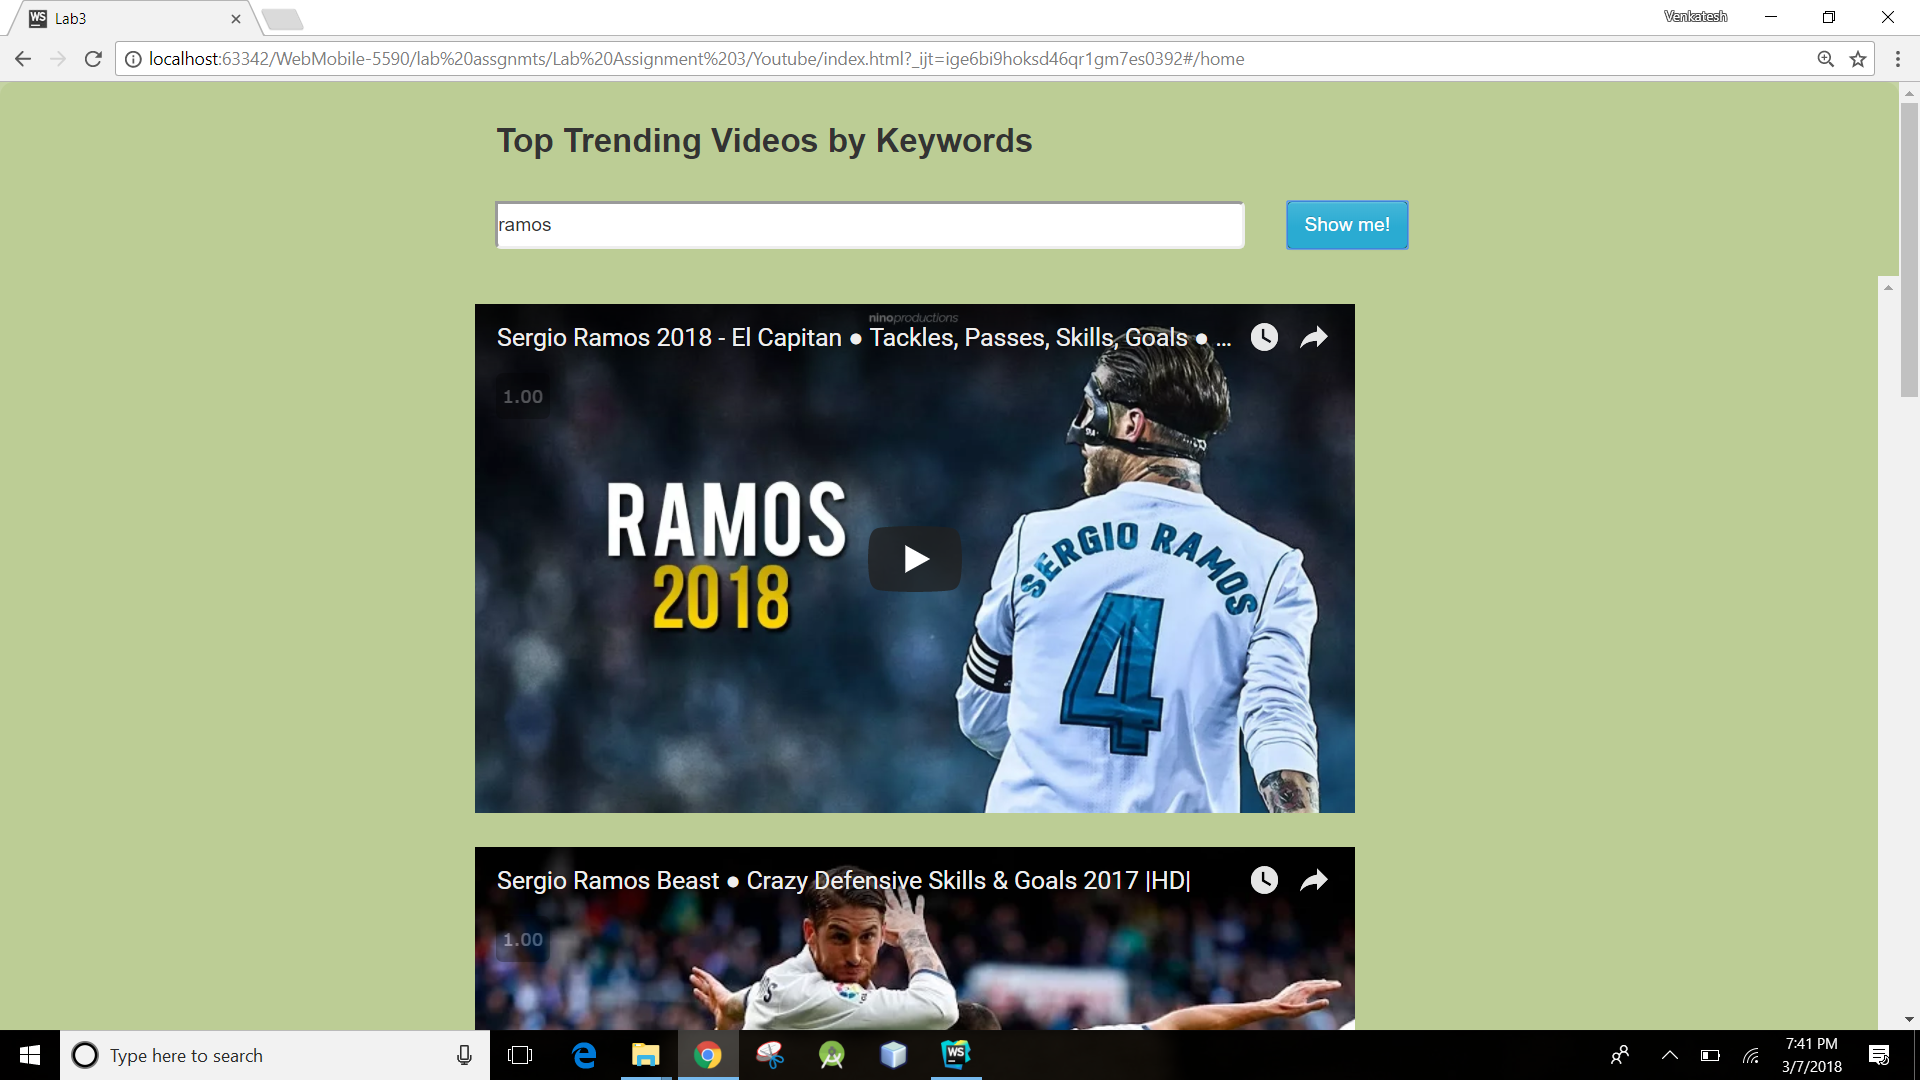 WS Lab3
Venkatesh
localhost:63342/WebMobile-5590/lab%20assgnmts/Lab%20Assignment%203/Youtube/index.html?_ijt=ige6bi9hoksd46qr1gm7es0392#/home
Top Trending Videos by Keywords
ramos
Show me!
ninoproductions
Sergio Ramos 2018 - El Capitan ● Tackles, Passes, Skills, Goals ● ...
1.00
RAMOS
2018
SERGIO RAMOS
4
Sergio Ramos Beast ● Crazy Defensive Skills & Goals 2017 |HD|
1.00
Type here to search
WS
7:41 PM
3/7/2018